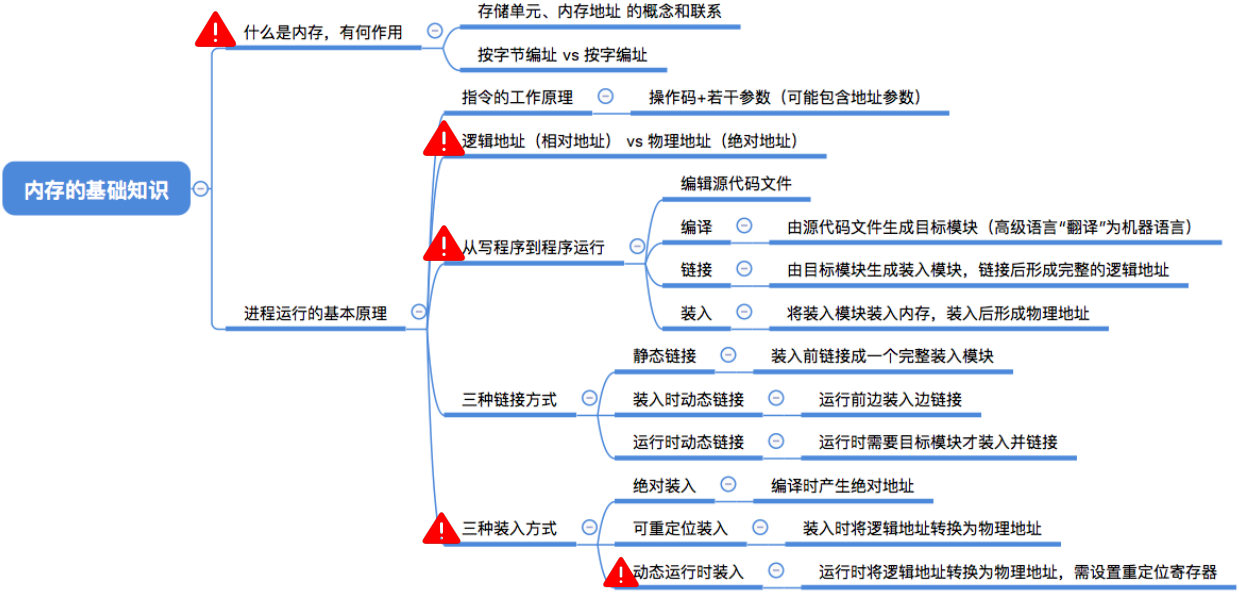 什么是内存，有何作用
存储单元、内存地址 的概念和联系
按字节编址 vs 按字编址
内存的基础知识
进程运行的基本原理
指令的工作原理
操作码+若干参数（可能包含地址参数）
逻辑地址（相对地址） vs 物理地址（绝对地址）
从写程序到程序运行
编辑源代码文件
编译
由源代码文件生成目标模块（高级语言“翻译”为机器语言）
链接
由目标模块生成装入模块，链接后形成完整的逻辑地址
装入
将装入模块装入内存，装入后形成物理地址
三种链接方式
静态链接
装入前链接成一个完整装入模块
装入时动态链接
运行前边装入边链接
运行时动态链接
运行时需要目标模块才装入并链接
三种装入方式
绝对装入
编译时产生绝对地址
可重定位装入
装入时将逻辑地址转换为物理地址
动态运行时装入
运行时将逻辑地址转换为物理地址，需设置重定位寄存器